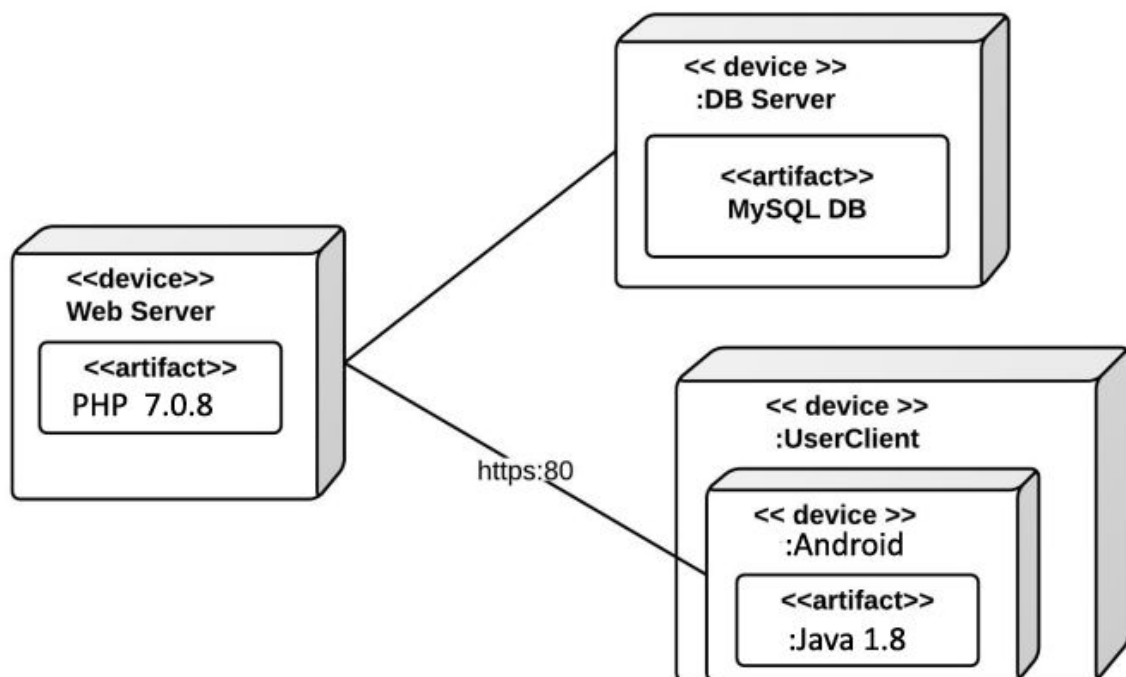 << device >>
:DB Server
<<artifact>>
MySQL DB
<<device>>
Web Server
<<artifact>>
PHP 7.0.8
https:80
<< device >>
:UserClient
<< device >>
:Android
<<artifact>>
:Java 1.8